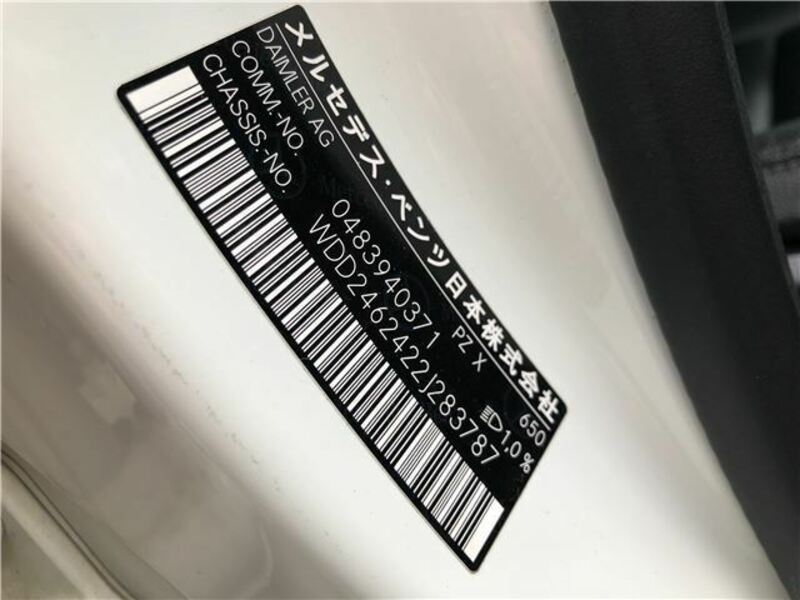 メルセデス・ベンツ日本株式会社
DAIMLER AG
COMM.-NO. 0483940371 PZ X 650
CHASSIS.-NO. WDD2462422J283787 1,0 %